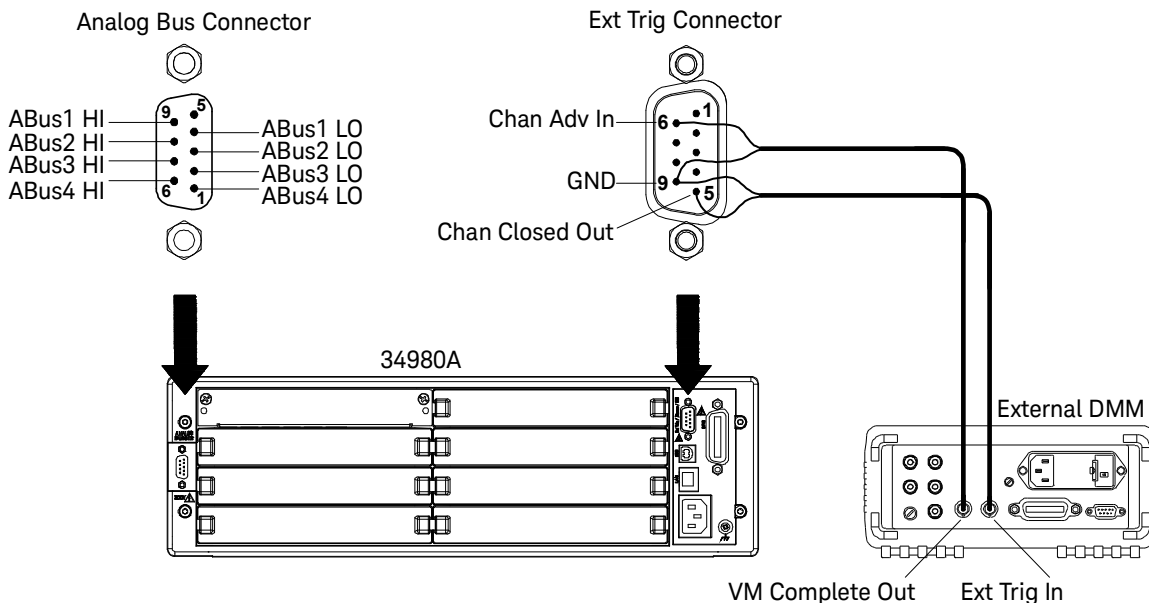 Analog Bus Connector
Ext Trig Connector
ABus1 HI
ABus2 HI
ABus3 HI
ABus4 HI
9
5
6
1
ABus1 LO
ABus2 LO
ABus3 LO
ABus4 LO
Chan Adv In
6
1
GND
9
5
Chan Closed Out
34980A
External DMM
LAN
VM Complete Out
Ext Trig In